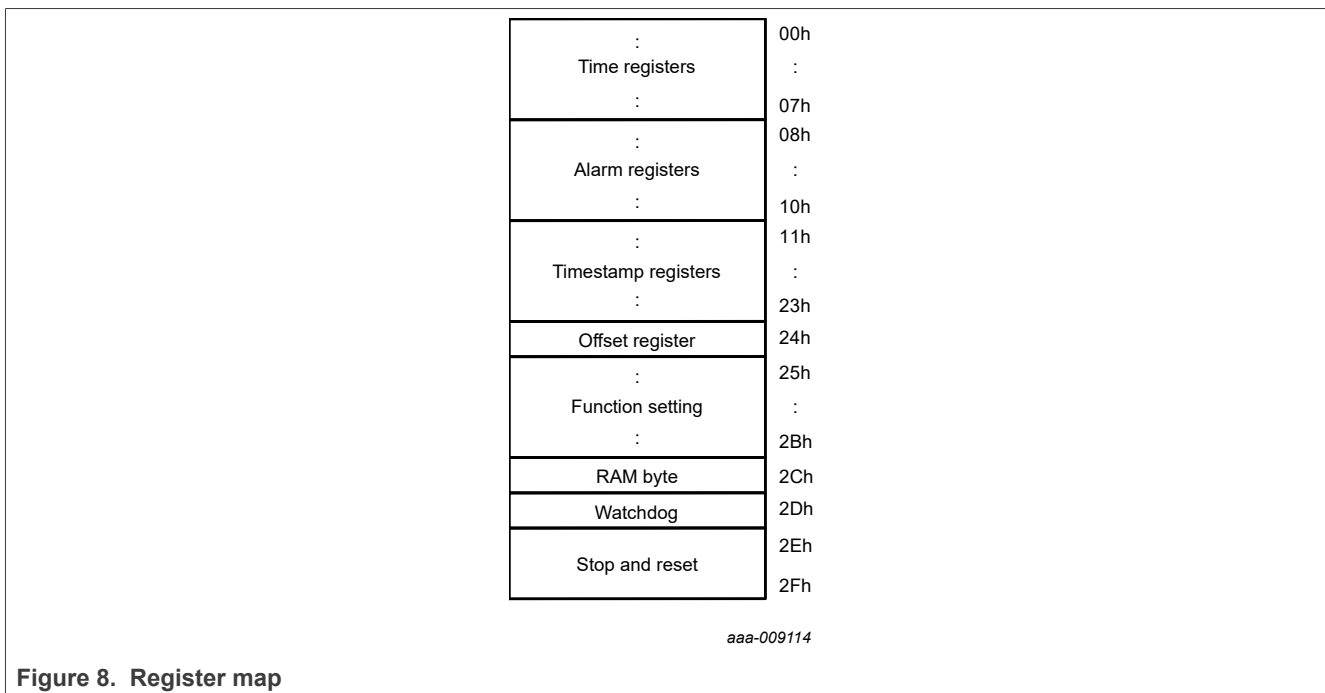 :
00h
Time registers
:
:
07h
:
08h
Alarm registers
:
:
10h
:
11h
Timestamp registers
:
:
23h
Offset register
24h
:
25h
Function setting
:
:
2Bh
RAM byte
2Ch
Watchdog
2Dh
Stop and reset
2Eh
2Fh
aaa-009114
Figure 8. Register map